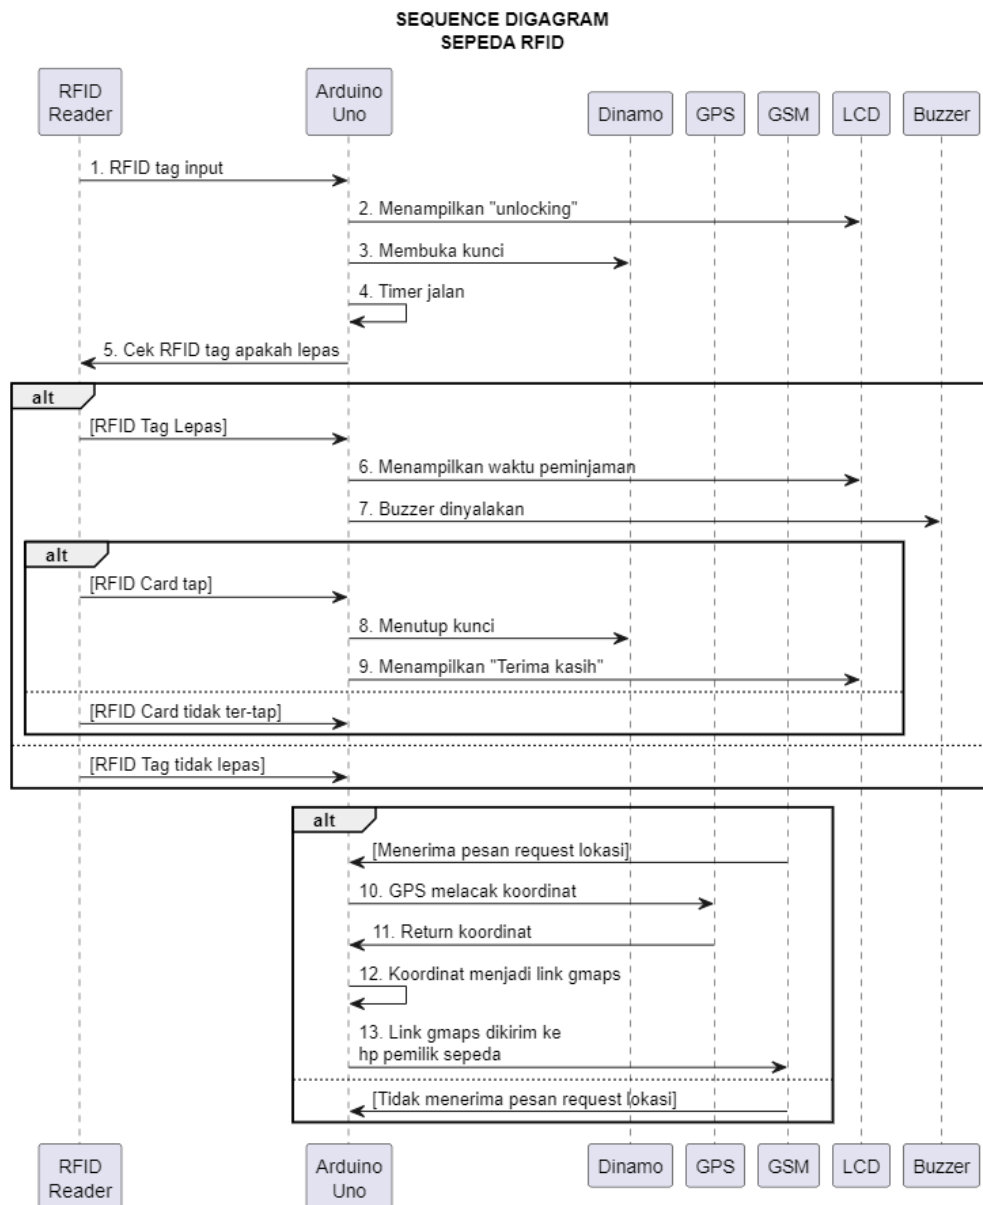 SEQUENCE DIGAGRAM
SEPEDA RFID
RFID
Reader
Arduino
Uno
Dinamo
GPS
GSM
LCD
Buzzer
1. RFID tag input
2. Menampilkan "unlocking"
3. Membuka kunci
4. Timer jalan
5. Cek RFID tag apakah lepas
alt
[RFID Tag Lepas]
6. Menampilkan waktu peminjaman
7. Buzzer dinyalakan
alt
[RFID Card tap]
8. Menutup kunci
9. Menampilkan "Terima kasih"
[RFID Card tidak ter-tap]
[RFID Tag tidak lepas]
alt
[Menerima pesan request lokasi]
10. GPS melacak koordinat
11. Return koordinat
12. Koordinat menjadi link gmaps
13. Link gmaps dikirim ke
hp pemilik sepeda
[Tidak menerima pesan request lokasi]
RFID
Reader
Arduino
Uno
Dinamo
GPS
GSM
LCD
Buzzer